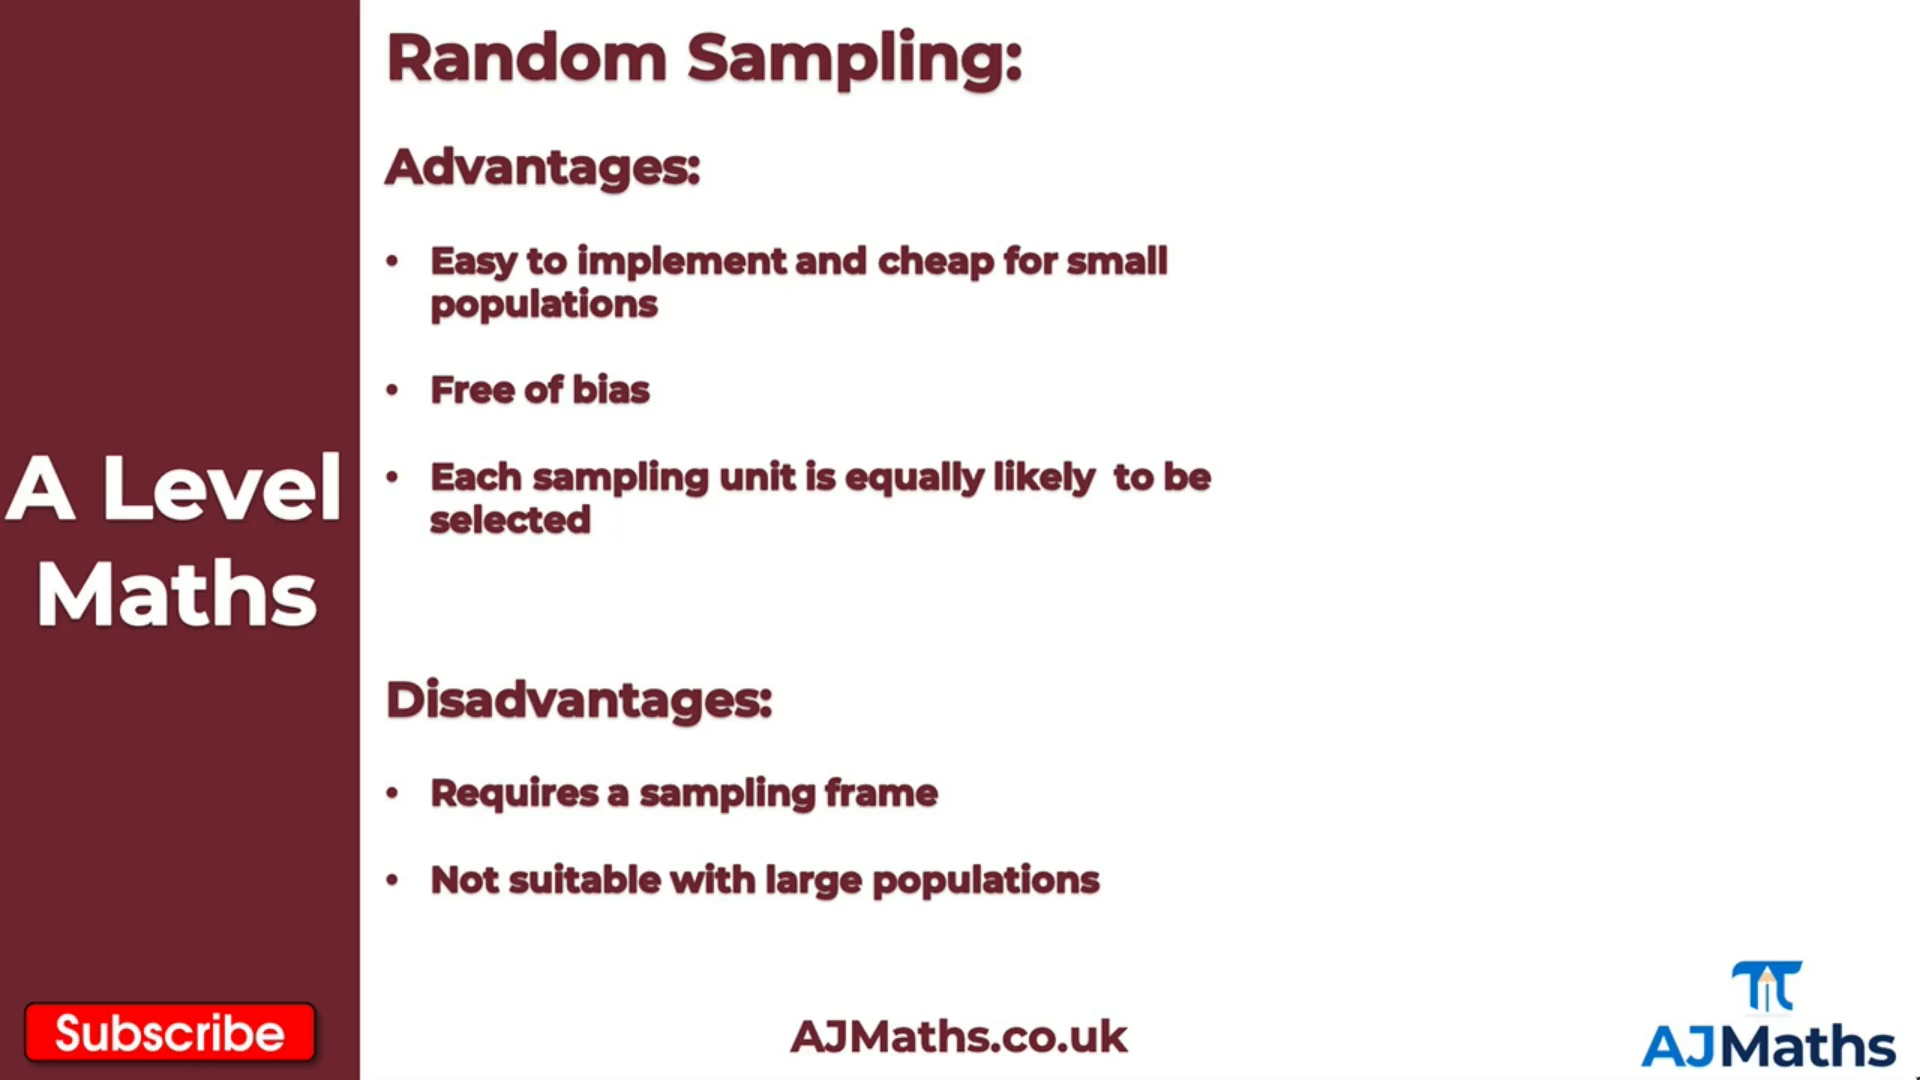 A Level
Maths
Subscribe
Random Sampling:
Advantages:
• Easy to implement and cheap for small
populations
• Free of bias
• Each sampling unit is equally likely to be
selected
Disadvantages:
• Requires a sampling frame
• Not suitable with large populations
AJMaths.co.uk
AJMaths